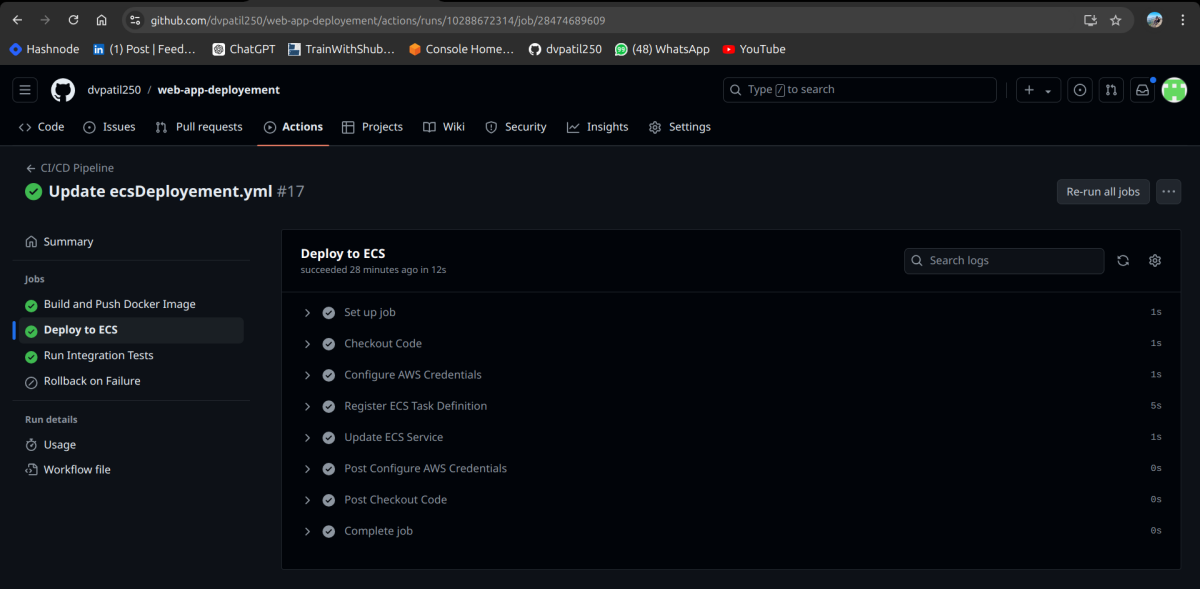 github.com/dvpatil250/web-app-deployement/actions/runs/10288672314/job/28474689609
Hashnode (1) Post | Feed... ChatGPT TrainWithShub... Console Home... dvpatil250 99 (48) WhatsApp YouTube
dvpatil250 / web-app-deployement Type / to search
Code Issues Pull requests Actions Projects Wiki Security Insights Settings
← CI/CD Pipeline
Update ecsDeployement.yml #17 Re-run all jobs
Summary
Jobs
Build and Push Docker Image
Deploy to ECS
Run Integration Tests
Rollback on Failure
Run details
Usage
Workflow file
Deploy to ECS
succeeded 28 minutes ago in 12s
Search logs
Set up job 1s
Checkout Code 1s
Configure AWS Credentials 1s
Register ECS Task Definition 5s
Update ECS Service 1s
Post Configure AWS Credentials 0s
Post Checkout Code 0s
Complete job 0s